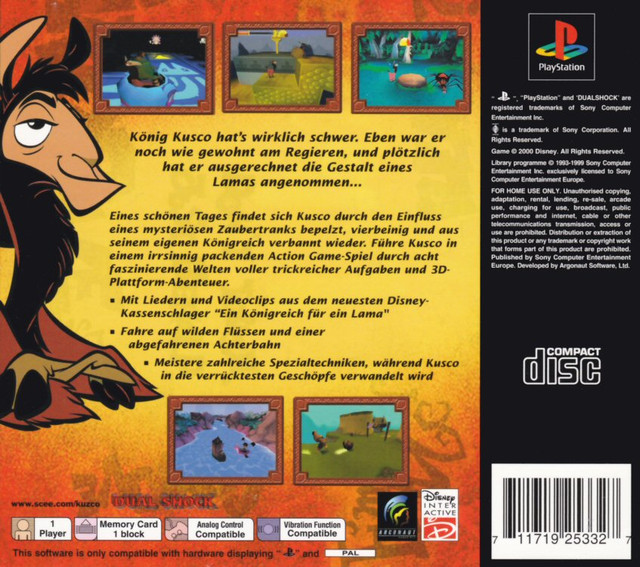 König Kusco hat's wirklich schwer. Eben war er
noch wie gewohnt am Regieren, und plötzlich
hat er ausgerechnet die Gestalt eines
Lamas angenommen...
Eines schönen Tages findet sich Kusco durch den Einfluss
eines mysteriösen Zaubertranks bepelzt, vierbeinig und aus
seinem eigenen Königreich verbannt wieder. Führe Kusco in
einem irrsinnig packenden Action Game-Spiel durch acht
faszinierende Welten voller trickreicher Aufgaben und 3D-
Plattform-Abenteuer.
▪ Mit Liedern und Videoclips aus dem neuesten Disney-
Kassenschlager "Ein Königreich für ein Lama"
▪ Fahre auf wilden Flüssen und einer
abgefahrenen Achterbahn
▪ Meistere zahlreiche Spezialtechniken, während Kusco
in die verrücktesten Geschöpfe verwandelt wird
www.scee.com/kuzco
DUAL SHOCK
1
Player
Memory Card
1 block
Analog Control
Compatible
Vibration Function
Compatible
This software is only compatible with hardware displaying " " and PAL
ARGONAUT
Disney
INTER
ACTIVE
PlayStation
" ", "PlayStation" and 'DUALSHOCK' are
registered trademarks of Sony Computer
Entertainment Inc.
is a trademark of Sony Corporation. All
Rights Reserved.
Game © 2000 Disney. All Rights Reserved.
Library programme © 1993-1999 Sony Computer
Entertainment Inc. exclusively licensed to Sony
Computer Entertainment Europe.
FOR HOME USE ONLY. Unauthorised copying,
adaptation, rental, lending, re-sale, arcade
use, charging for use, broadcast, public
performance and internet, cable or other
telecommunications transmission, access or
use are prohibited. Distribution or extraction of
this product or any trademark or copyright work
that forms part of this product are prohibited.
Published by Sony Computer Entertainment
Europe. Developed by Argonaut Software, Ltd.
COMPACT
disc
7 11719 25332 7